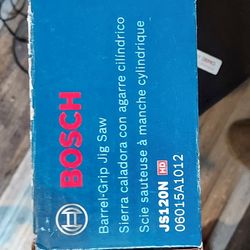 BOSCH
Barrel-Grip Jig Saw
Sierra caladora con agarre cilíndrico
Scie sauteuse à manche cylindrique
JS120N HD
06015A1012